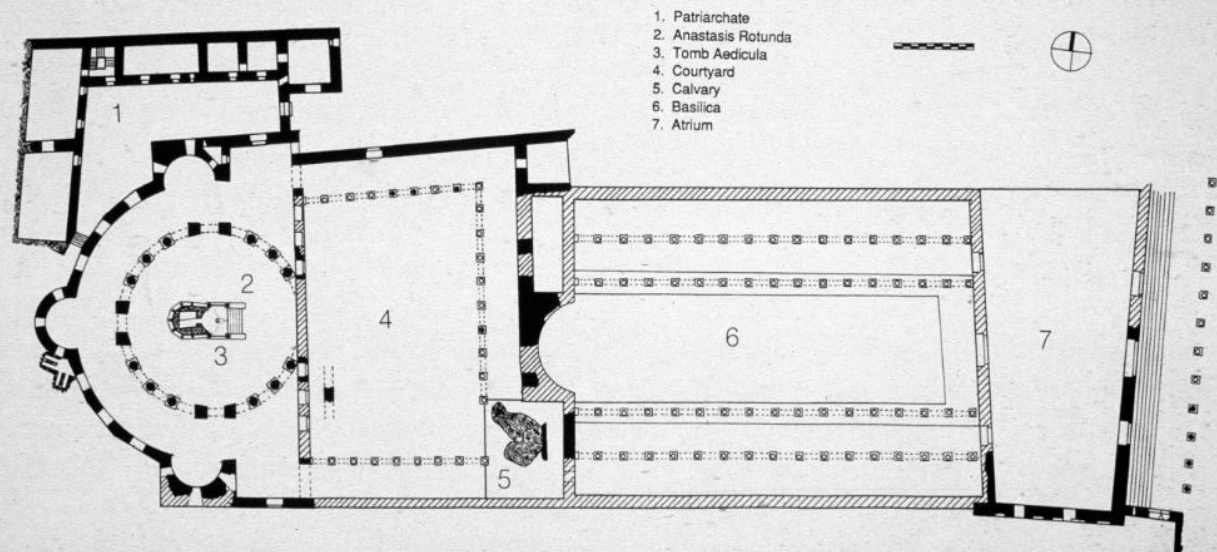 1. Patriarchate
2. Anastasis Rotunda
3. Tomb Aedicula
4. Courtyard
5. Calvary
6. Basilica
7. Atrium
1
2
3
4
5
6
7